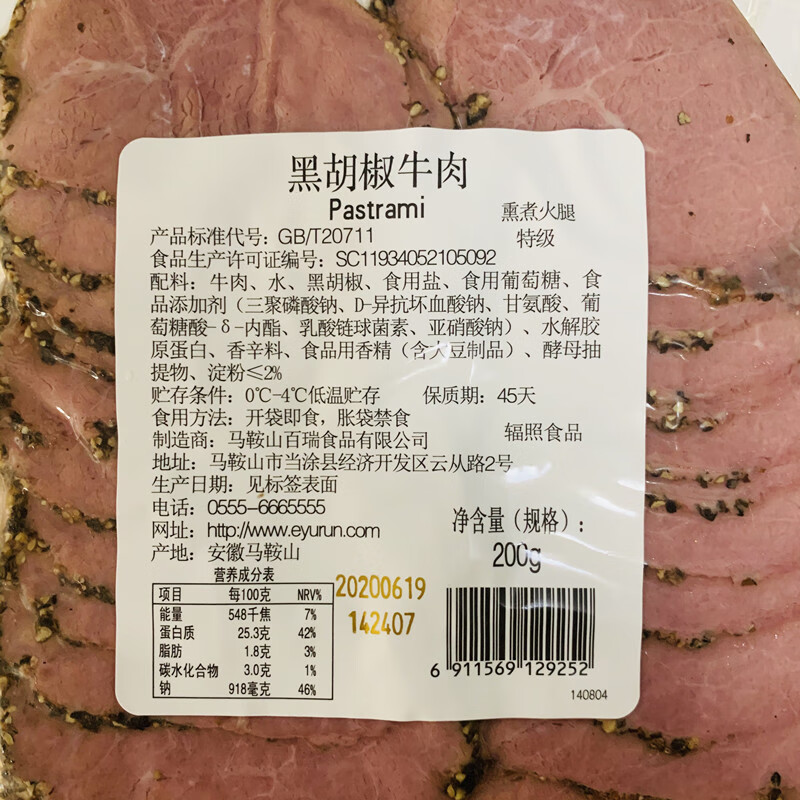 黑胡椒牛肉
Pastrami
熏煮火腿
产品标准代号：GB/T20711
特级
食品生产许可证编号：SC11934052105092
配料：牛肉、水、黑胡椒、食用盐、食用葡萄糖、食
品添加剂（三聚磷酸钠、D-异抗坏血酸钠、甘氨酸、葡
萄糖酸-δ-内酯、乳酸链球菌素、亚硝酸钠）、水解胶
原蛋白、香辛料、食品用香精（含大豆制品）、酵母抽
提物、淀粉≤2%
贮存条件：0℃-4℃低温贮存 保质期：45天
食用方法：开袋即食，胀袋禁食
制造商：马鞍山百瑞食品有限公司
辐照食品
地址：马鞍山市当涂县经济开发区云从路2号
生产日期：见标签表面
电话：0555-6665555
网址：http://www.eyurun.com
产地：安徽马鞍山
净含量（规格）：
200g
营养成分表
项目 每100克 NRV%
能量 548千焦 7%
蛋白质 25.3克 42%
脂肪 1.8克 3%
碳水化合物 3.0克 1%
钠 918毫克 46%
20200619
142407
6 911569 129252
140804